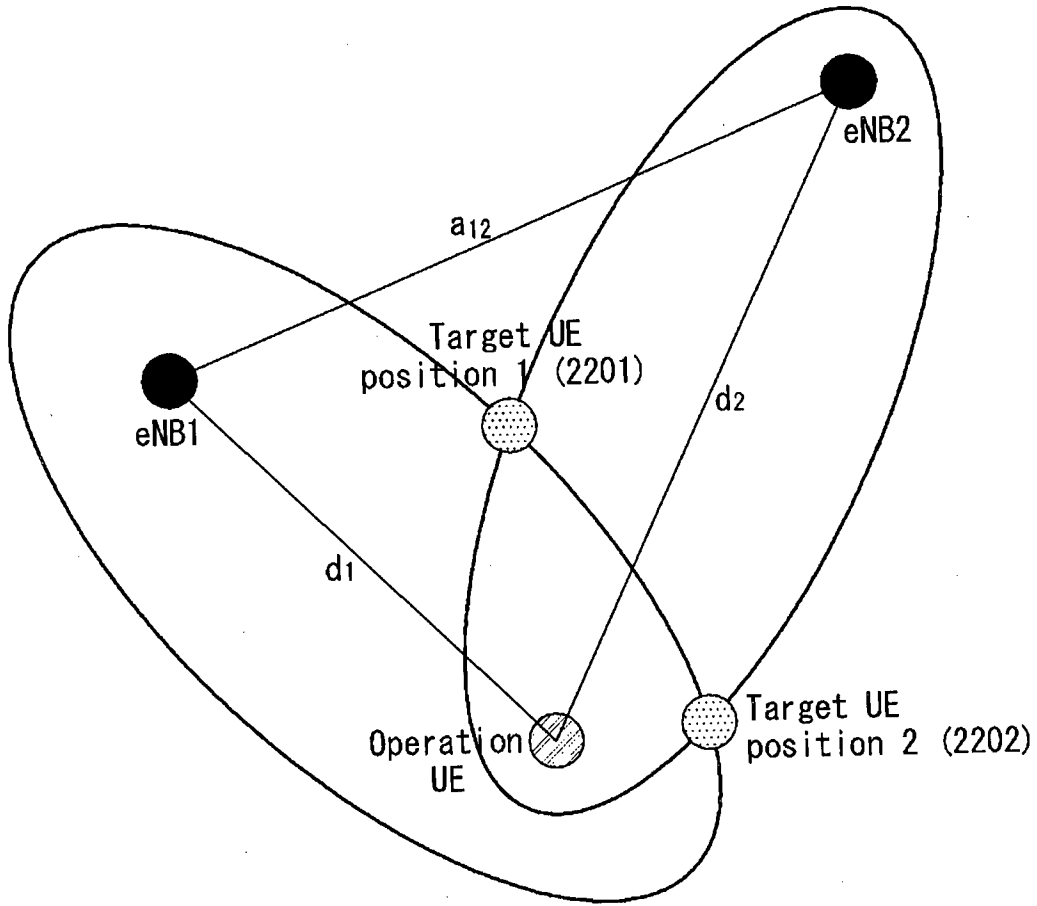 eNB2
a12
Target UE
position 1 (2201)
eNB1
d2
d1
Target UE
position 2 (2202)
Operation
UE